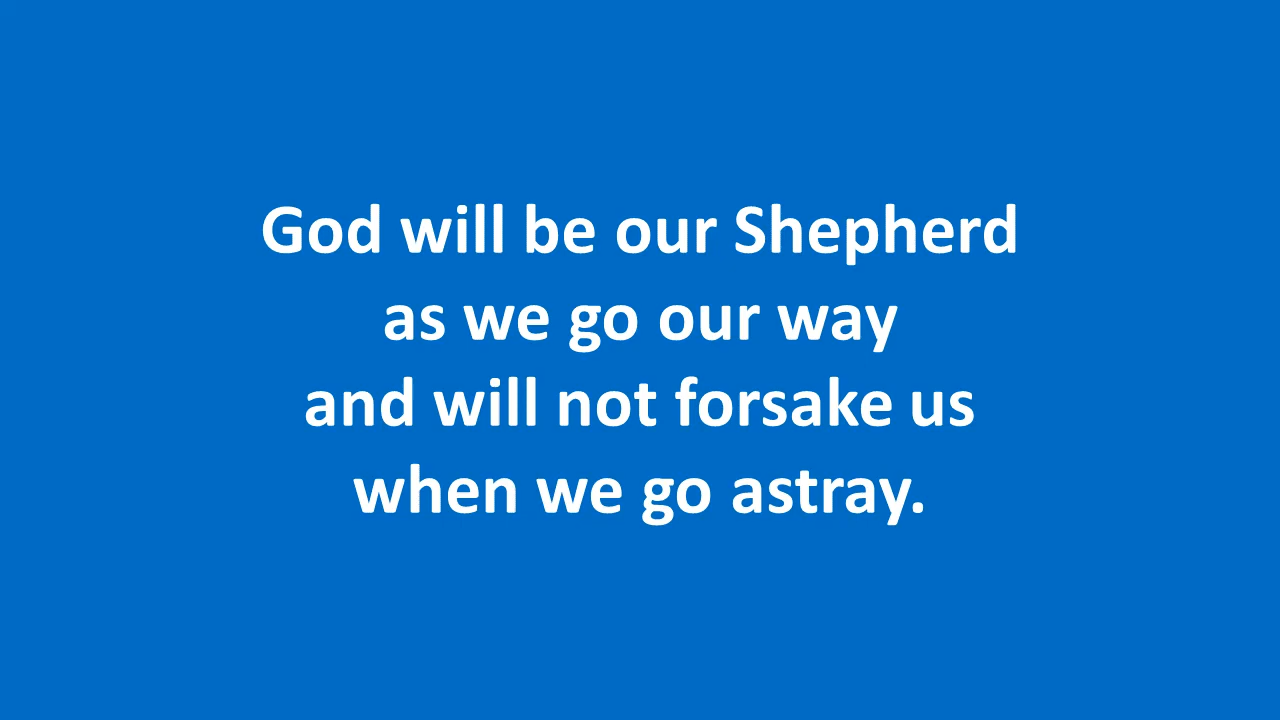 God will be our Shepherd
as we go our way
and will not forsake us
when we go astray.